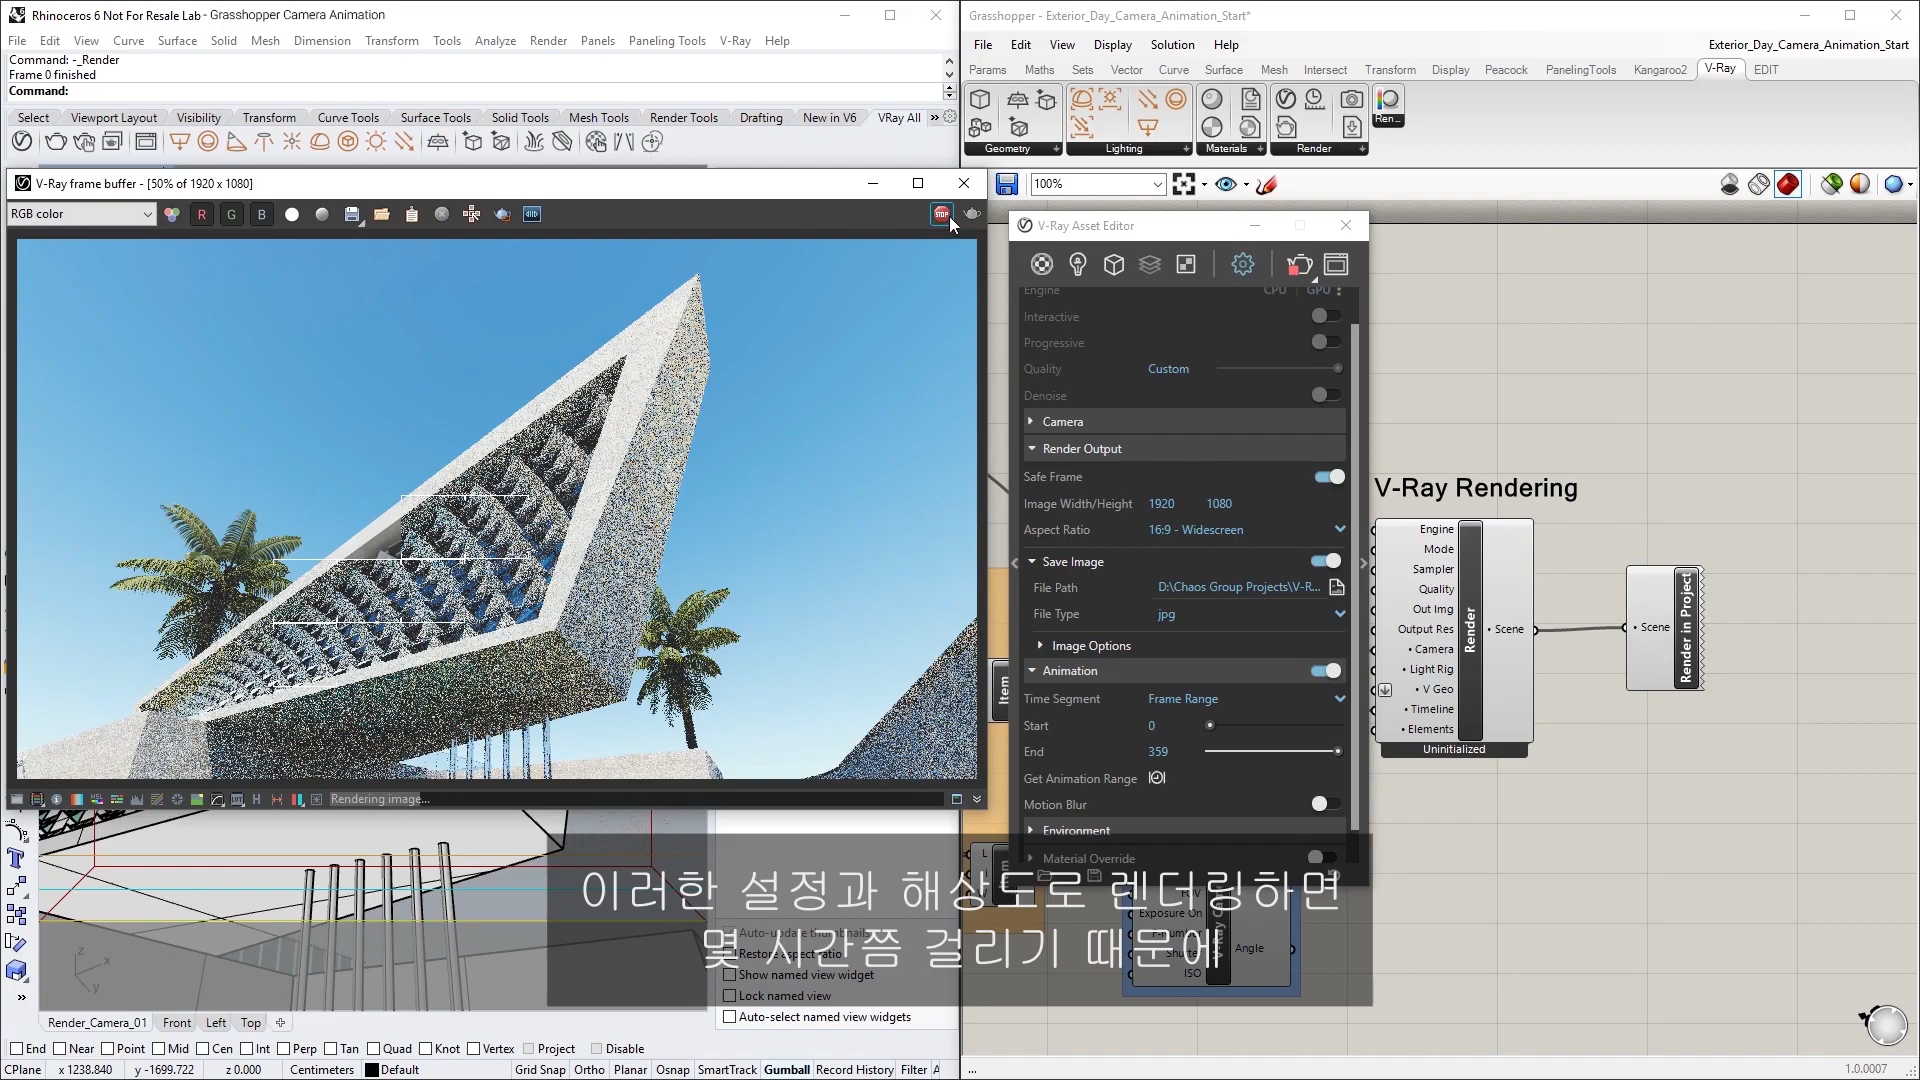 Rhinoceros 6 Not For Resale Lab - Grasshopper Camera Animation
File Edit View Curve Surface Solid Mesh Dimension Transform Tools Analyze Render Panels Paneling Tools V-Ray Help
Command: -_Render
Frame 0 finished
Command:
Select Viewport Layout Visibility Transform Curve Tools Surface Tools Solid Tools Mesh Tools Render Tools Drafting New in V6 VRay All
V-Ray frame buffer - [50% of 1920 x 1080]
RGB color R G B STOP
Rendering image...
Auto-update thumbnails
Restore aspect ratio
Show named view widget
Lock named view
Auto-select named view widgets
z x y
Render_Camera_01 Front Left Top
End Near Point Mid Cen Int Perp Tan Quad Knot Vertex Project Disable
CPlane x 1238.840 y -1699.722 z 0.000 Centimeters Default Grid Snap Ortho Planar Osnap SmartTrack Gumball Record History Filter A
Grasshopper - Exterior_Day_Camera_Animation_Start*
File Edit View Display Solution Help Exterior_Day_Camera_Animation_Start
Params Maths Sets Vector Curve Surface Mesh Intersect Transform Display Peacock PanelingTools Kangaroo2 V-Ray EDIT
Geometry Lighting Materials Render Ren...
100%
V-Ray Asset Editor
Engine CPU GPU
Interactive
Progressive
Quality Custom
Denoise
Camera
Render Output
Safe Frame
Image Width/Height 1920 1080
Aspect Ratio 16:9 - Widescreen
Save Image
File Path D:\Chaos Group Projects\V-R...
File Type jpg
Image Options
Animation
Time Segment Frame Range
Start 0
End 359
Get Animation Range
Motion Blur
Environment
Material Override
Item
V-Ray Rendering
Engine
Mode
Sampler
Quality
Out Img
Output Res
Camera
Light Rig
V Geo
Timeline
Elements
Render
Scene
Uninitialized
Scene
Render in Project
Exposure On
ISO
Angle
이러한 설정과 해상도로 렌더링하면
몇 시간쯤 걸리기 때문에
... 1.0.0007